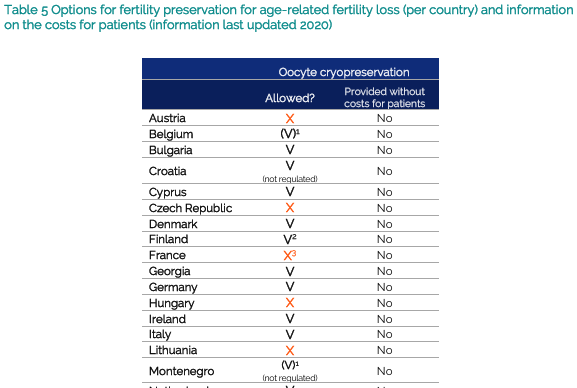 Table 5 Options for fertility preservation for age-related fertility loss (per country) and information
on the costs for patients (information last updated 2020)
Oocyte cryopreservation
Allowed? Provided without costs for patients
Austria X No
Belgium (V)¹ No
Bulgaria V No
Croatia V (not regulated) No
Cyprus V No
Czech Republic X No
Denmark V No
Finland V² No
France X³ No
Georgia V No
Germany V No
Hungary X No
Ireland V No
Italy V No
Lithuania X No
Montenegro (V)¹ (not regulated) No